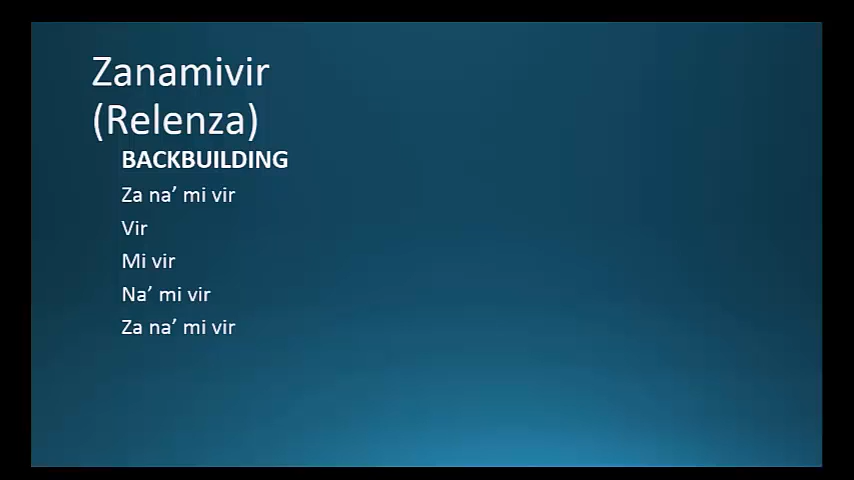 Zanamivir
(Relenza)
BACKBUILDING
Za na’ mi vir
Vir
Mi vir
Na’ mi vir
Za na’ mi vir